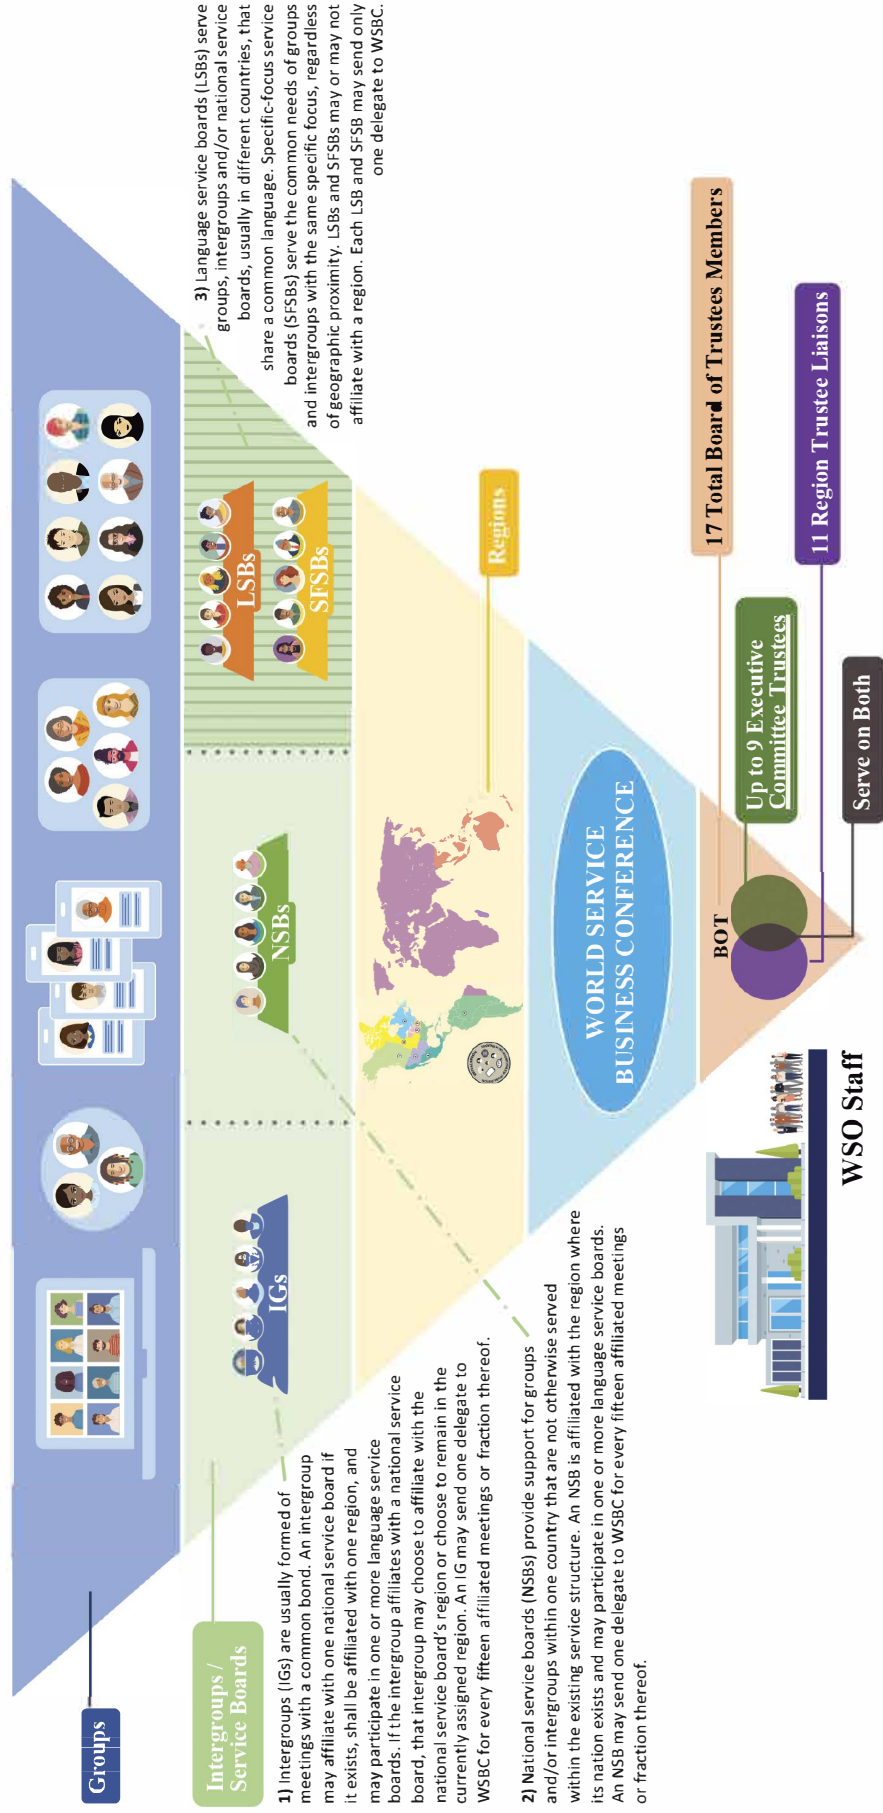 Groups
Intergroups /
Service Boards
IGs
NSBs
LSBs
SFSBs
1) Intergroups (IGs) are usually formed of
meetings with a common bond. An intergroup
may affiliate with one national service board if
it exists, shall be affiliated with one region, and
may participate in one or more language service
boards. If the intergroup affiliates with a national service
board, that intergroup may choose to affiliate with the
national service board's region or choose to remain in the
currently assigned region. An IG may send one delegate to
WSBC for every fifteen affiliated meetings or fraction thereof.
2) National service boards (NSBs) provide support for groups
and/or intergroups within one country that are not otherwise served
within the existing service structure. An NSB is affiliated with the region where
its nation exists and may participate in one or more language service boards.
An NSB may send one delegate to WSBC for every fifteen affiliated meetings
or fraction thereof.
3) Language service boards (LSBs) serve
groups, intergroups and/or national service
boards, usually in different countries, that
share a common language. Specific-focus service
boards (SFSBs) serve the common needs of groups
and intergroups with the same specific focus, regardless
of geographic proximity. LSBs and SFSBs may or may not
affiliate with a region. Each LSB and SFSB may send only
one delegate to WSBC.
Regions
WORLD SERVICE
BUSINESS CONFERENCE
BOT
17 Total Board of Trustees Members
Up to 9 Executive
Committee Trustees
11 Region Trustee Liaisons
Serve on Both
WSO Staff